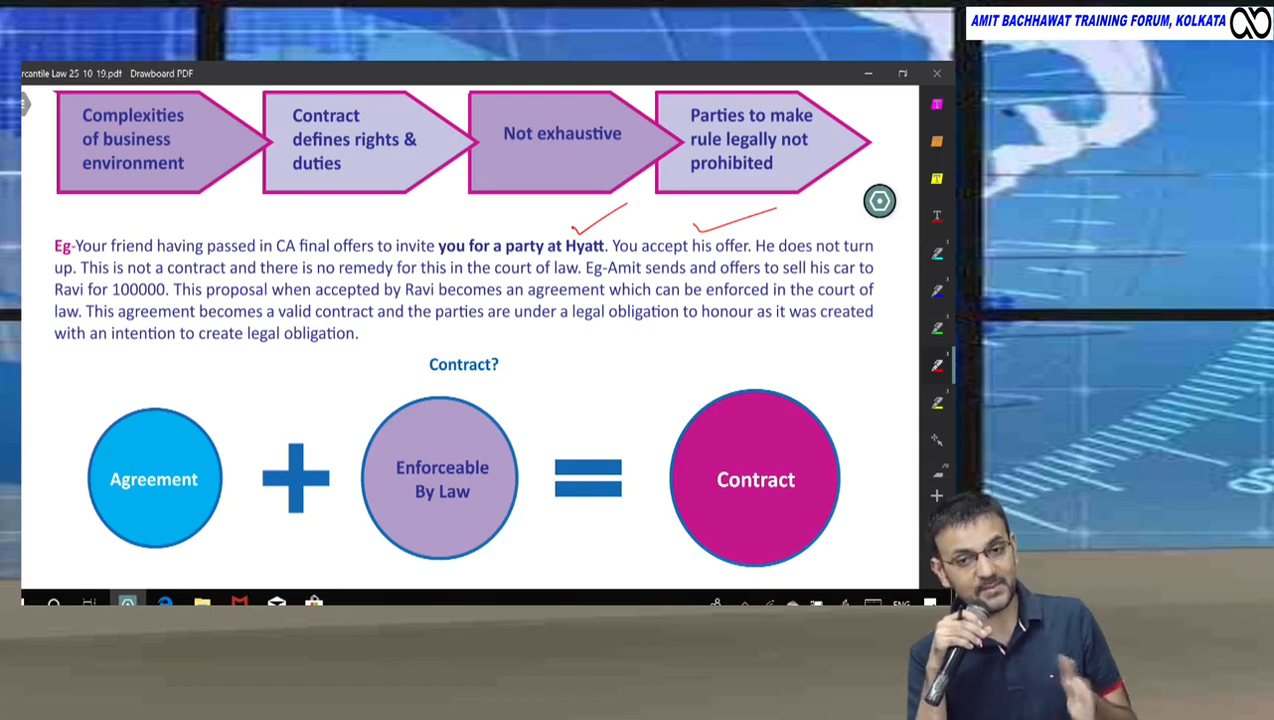 AMIT BACHHAWAT TRAINING FORUM, KOLKATA
rcantile Law 25 10 19.pdf Drawboard PDF
Complexities
of business
environment
Contract
defines rights &
duties
Not exhaustive
Parties to make
rule legally not
prohibited
Eg-Your friend having passed in CA final offers to invite you for a party at Hyatt. You accept his offer. He does not turn
up. This is not a contract and there is no remedy for this in the court of law. Eg-Amit sends and offers to sell his car to
Ravi for 100000. This proposal when accepted by Ravi becomes an agreement which can be enforced in the court of
law. This agreement becomes a valid contract and the parties are under a legal obligation to honour as it was created
with an intention to create legal obligation.
Contract?
Agreement
Enforceable
By Law
Contract
ENG